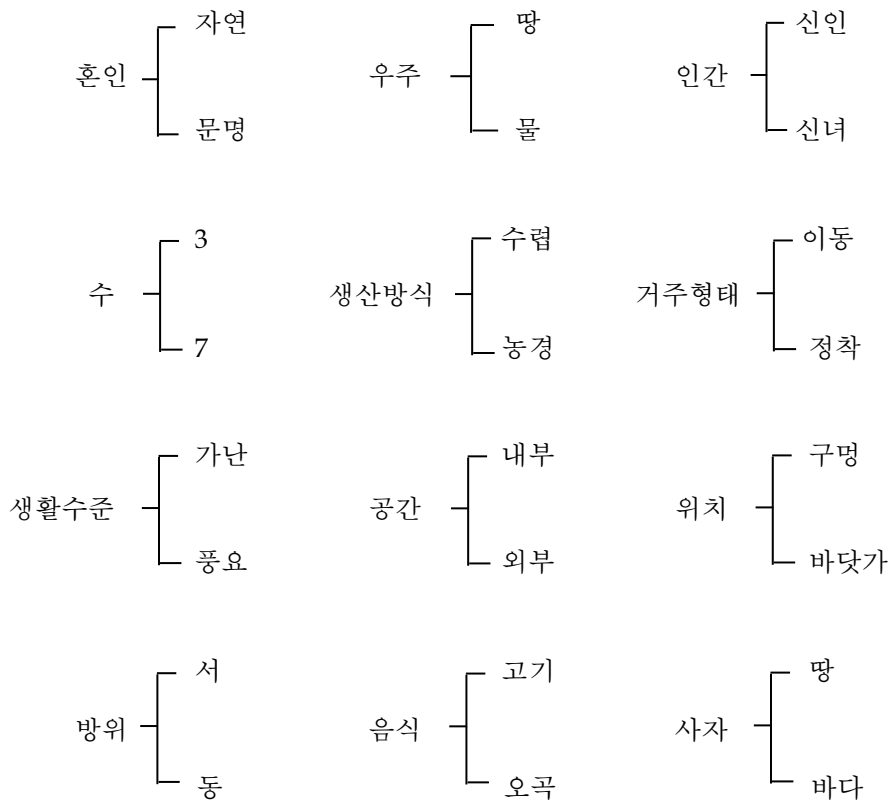 자연 땅 신인
혼인 우주 인간
문명 물 신녀
3 수렵 이동
수 생산방식 거주형태
7 농경 정착
가난 내부 구멍
생활수준 공간 위치
풍요 외부 바닷가
서 고기 땅
방위 음식 사자
동 오곡 바다